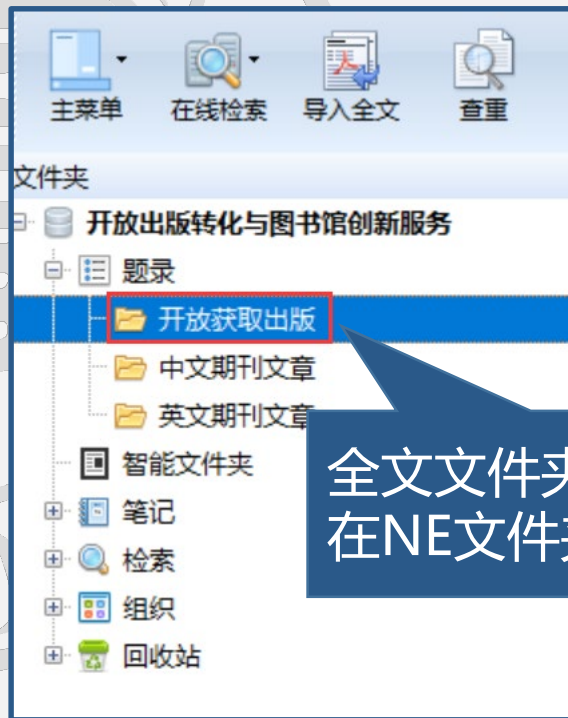 主菜单 在线检索 导入全文 查重
文件夹
开放出版转化与图书馆创新服务
题录
开放获取出版
中文期刊文章
英文期刊文章
智能文件夹
笔记
检索
组织
回收站
全文文件夹
在NE文件夹